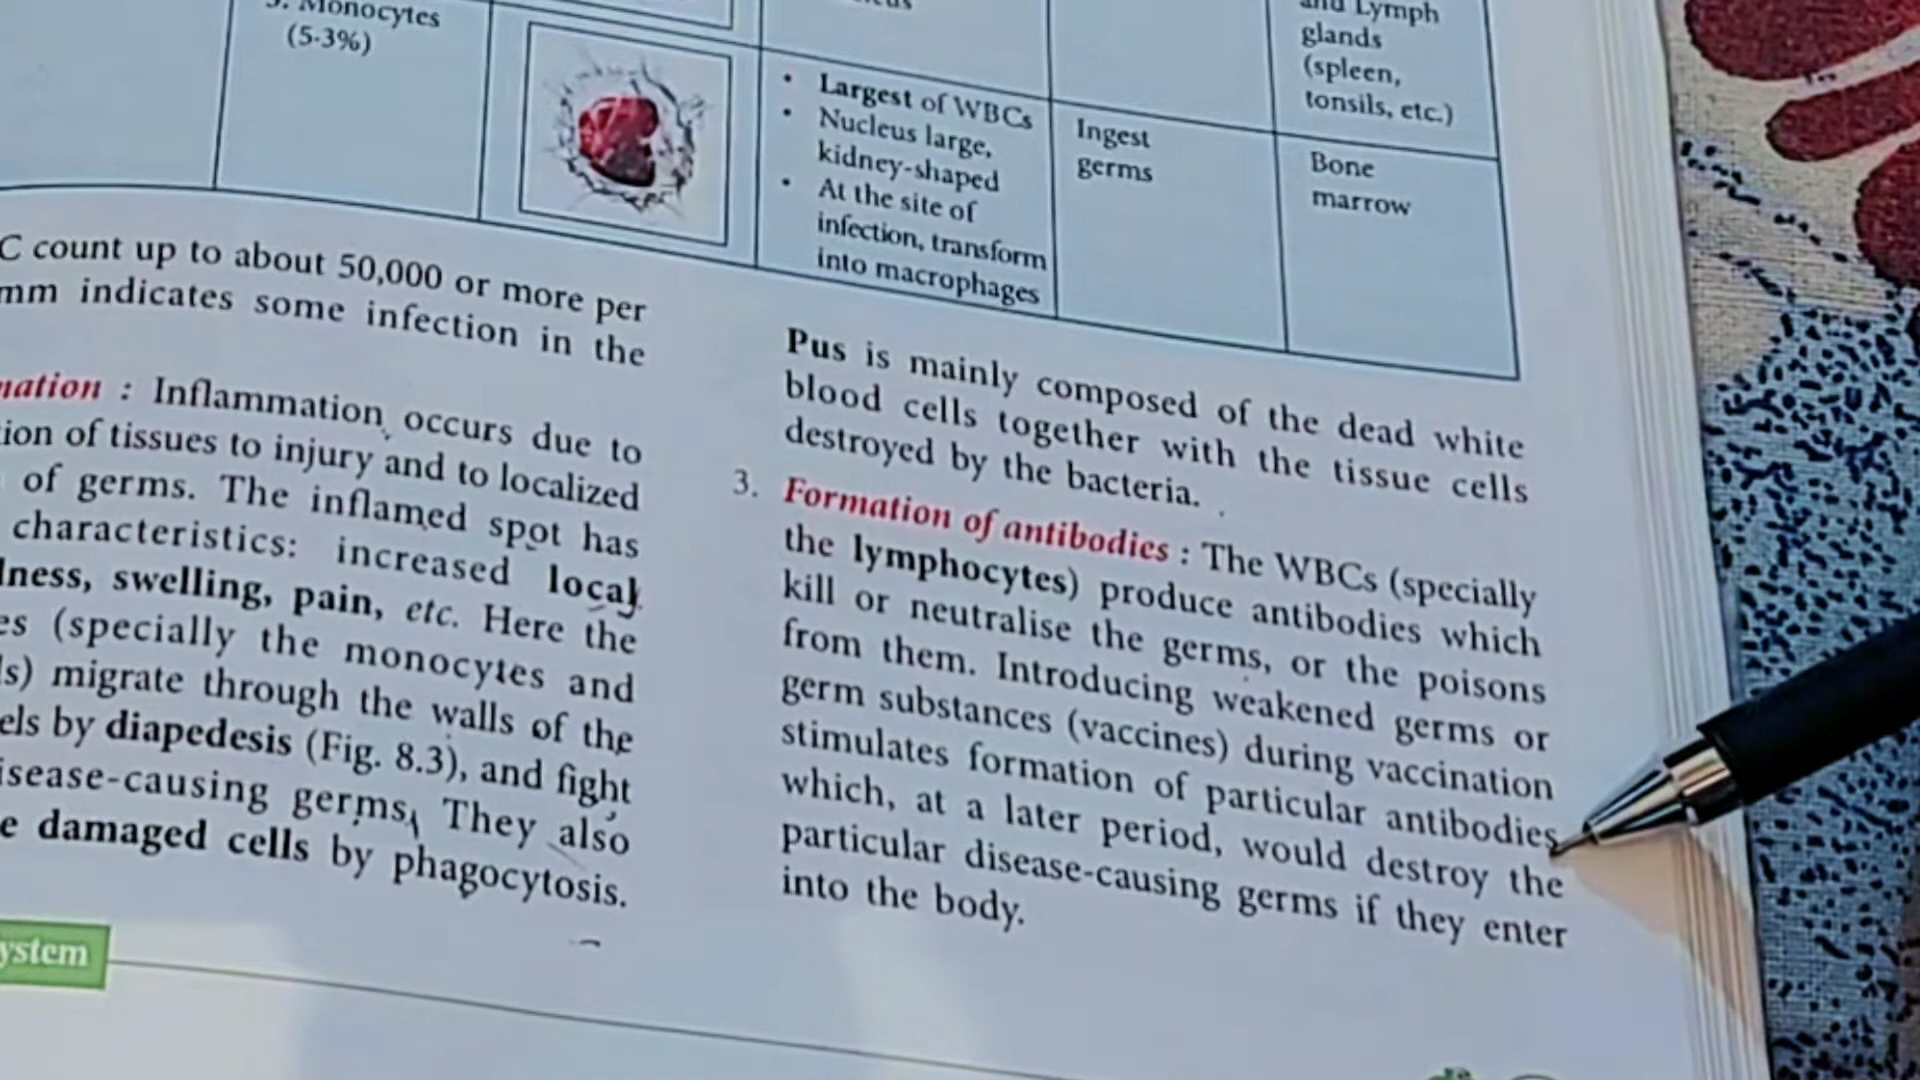 3. Monocytes
(5-3%)
Largest of WBCs
Nucleus large,
kidney-shaped
At the site of
infection, transform
into macrophages
Ingest
germs
and Lymph
glands
(spleen,
tonsils, etc.)
Bone
marrow
C count up to about 50,000 or more per
mm indicates some infection in the
mation : Inflammation occurs due to
ion of tissues to injury and to localized
of germs. The inflamed spot has
characteristics: increased local
lness, swelling, pain, etc. Here the
es (specially the monocytes and
ls) migrate through the walls of the
els by diapedesis (Fig. 8.3), and fight
isease-causing germs. They also
e damaged cells by phagocytosis.
ystem
Pus is mainly composed of the dead white
blood cells together with the tissue cells
destroyed by the bacteria.
3. Formation of antibodies : The WBCs (specially
the lymphocytes) produce antibodies which
kill or neutralise the germs, or the poisons
from them. Introducing weakened germs or
germ substances (vaccines) during vaccination
stimulates formation of particular antibodies
which, at a later period, would destroy the
particular disease-causing germs if they enter
into the body.